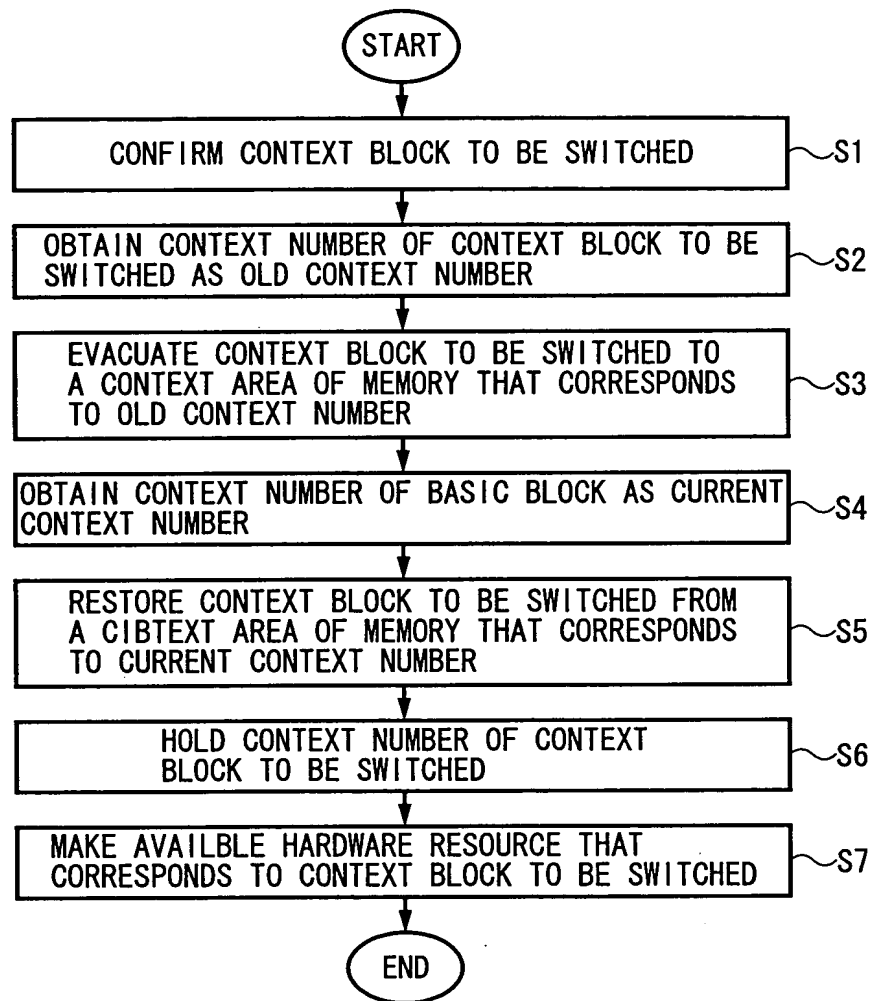 START
CONFIRM CONTEXT BLOCK TO BE SWITCHED
S1
OBTAIN CONTEXT NUMBER OF CONTEXT BLOCK TO BE
SWITCHED AS OLD CONTEXT NUMBER
S2
EVACUATE CONTEXT BLOCK TO BE SWITCHED TO
A CONTEXT AREA OF MEMORY THAT CORRESPONDS
TO OLD CONTEXT NUMBER
S3
OBTAIN CONTEXT NUMBER OF BASIC BLOCK AS CURRENT
CONTEXT NUMBER
S4
RESTORE CONTEXT BLOCK TO BE SWITCHED FROM
A CIBTEXT AREA OF MEMORY THAT CORRESPONDS
TO CURRENT CONTEXT NUMBER
S5
HOLD CONTEXT NUMBER OF CONTEXT
BLOCK TO BE SWITCHED
S6
MAKE AVAILBLE HARDWARE RESOURCE THAT
CORRESPONDS TO CONTEXT BLOCK TO BE SWITCHED
S7
END